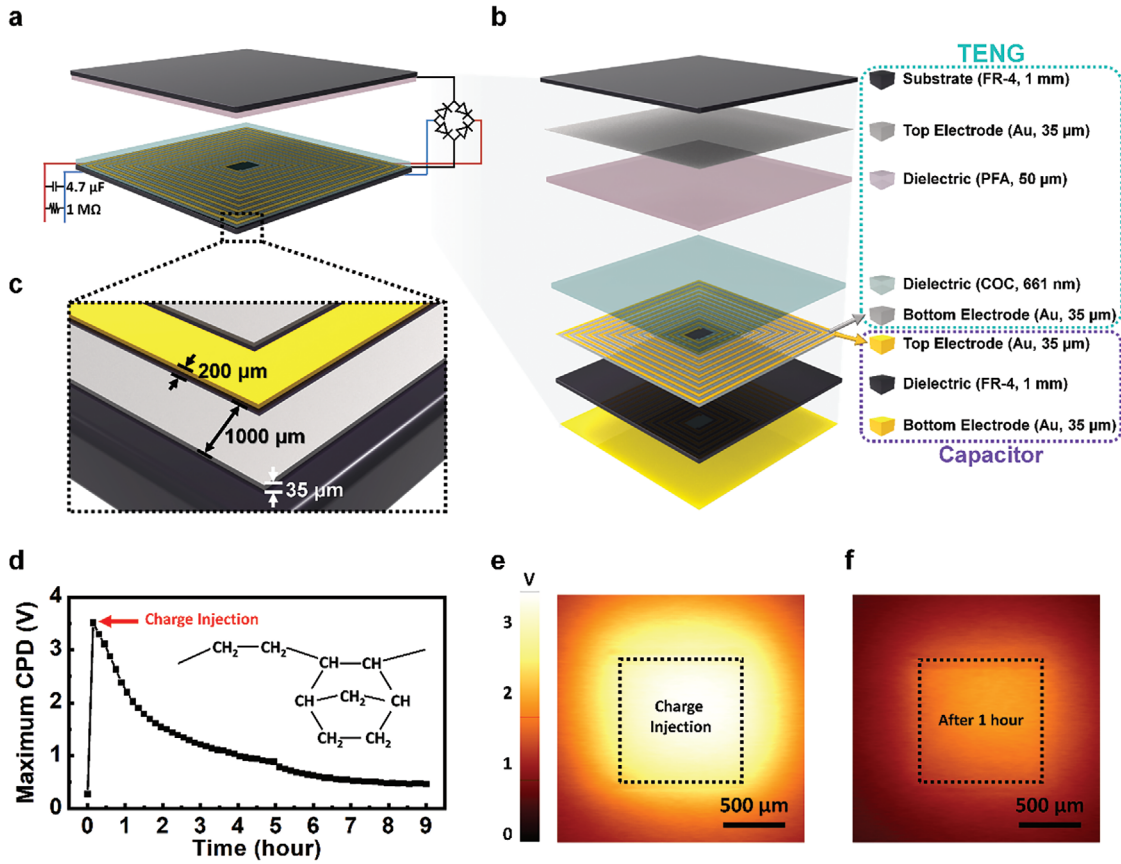 a
4.7 µF
1 MΩ
b
TENG
Substrate (FR-4, 1 mm)
Top Electrode (Au, 35 µm)
Dielectric (PFA, 50 µm)
Dielectric (COC, 661 nm)
Bottom Electrode (Au, 35 µm)
Top Electrode (Au, 35 µm)
Dielectric (FR-4, 1 mm)
Bottom Electrode (Au, 35 µm)
Capacitor
c
200 µm
1000 µm
35 µm
d
Maximum CPD (V)
4
3
2
1
0
Charge Injection
CH2 CH2 CH CH
CH CH2 CH
CH2 CH2
0 1 2 3 4 5 6 7 8 9
Time (hour)
e
V
3
2
1
0
Charge
Injection
500 µm
f
After 1 hour
500 µm